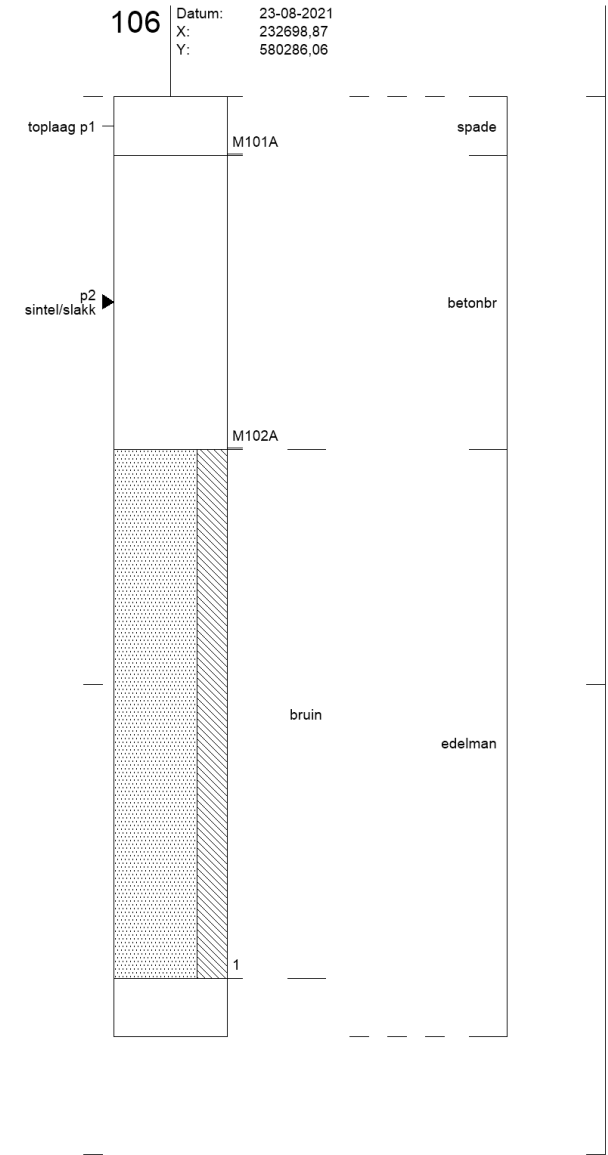 106
Datum: 23-08-2021
X: 232698,87
Y: 580286,06
toplaag p1
spade
M101A
p2
sintel/slakk
betonbr
M102A
bruin
edelman
1